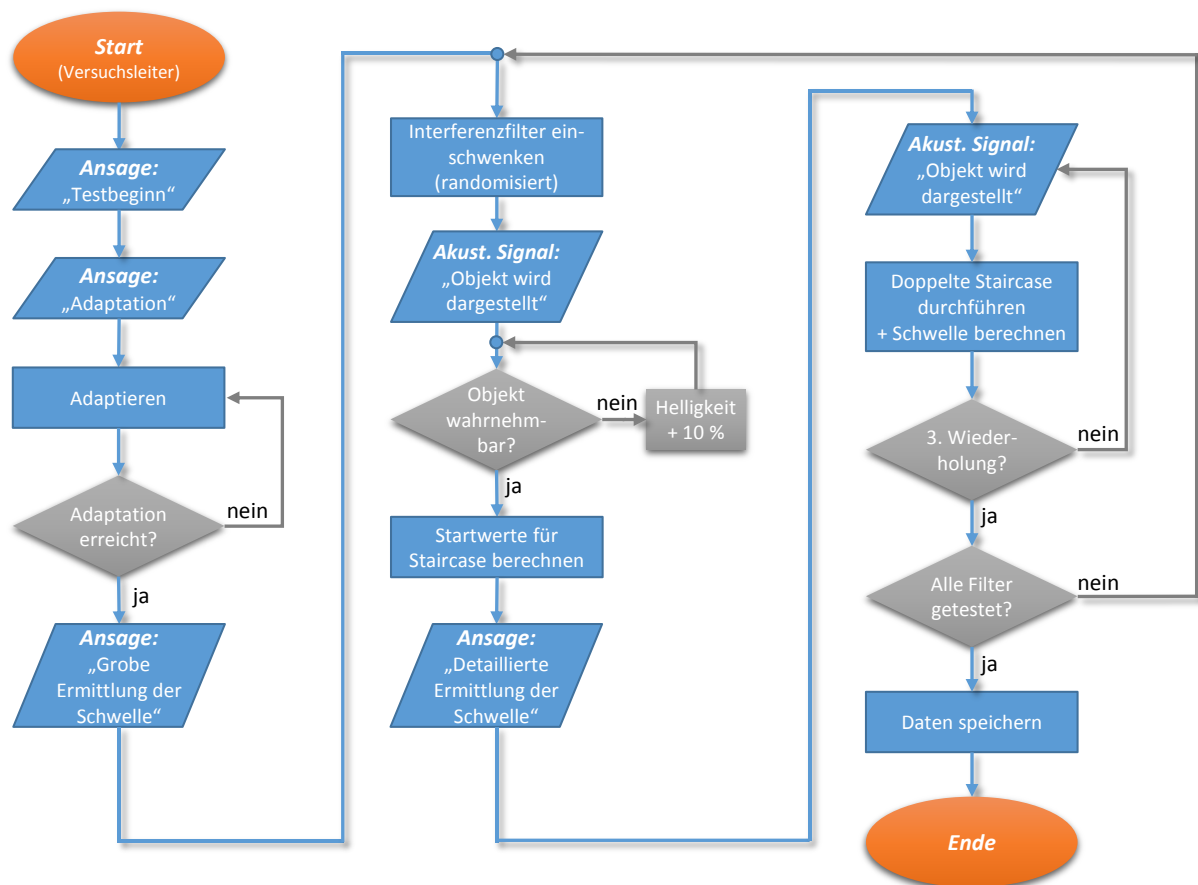 Start
(Versuchsleiter)
Ansage:
„Testbeginn“
Ansage:
„Adaptation“
Adaptieren
Adaptation
erreicht?
nein
ja
Ansage:
„Grobe
Ermittlung der
Schwelle“
Interferenzfilter ein-
schwenken
(randomisiert)
Akust. Signal:
„Objekt wird
dargestellt“
Objekt
wahrnehm-
bar?
nein
Helligkeit
+ 10 %
ja
Startwerte für
Staircase berechnen
Ansage:
„Detaillierte
Ermittlung der
Schwelle“
Akust. Signal:
„Objekt wird
dargestellt“
Doppelte Staircase
durchführen
+ Schwelle berechnen
3. Wieder-
holung?
nein
ja
Alle Filter
getestet?
nein
ja
Daten speichern
Ende